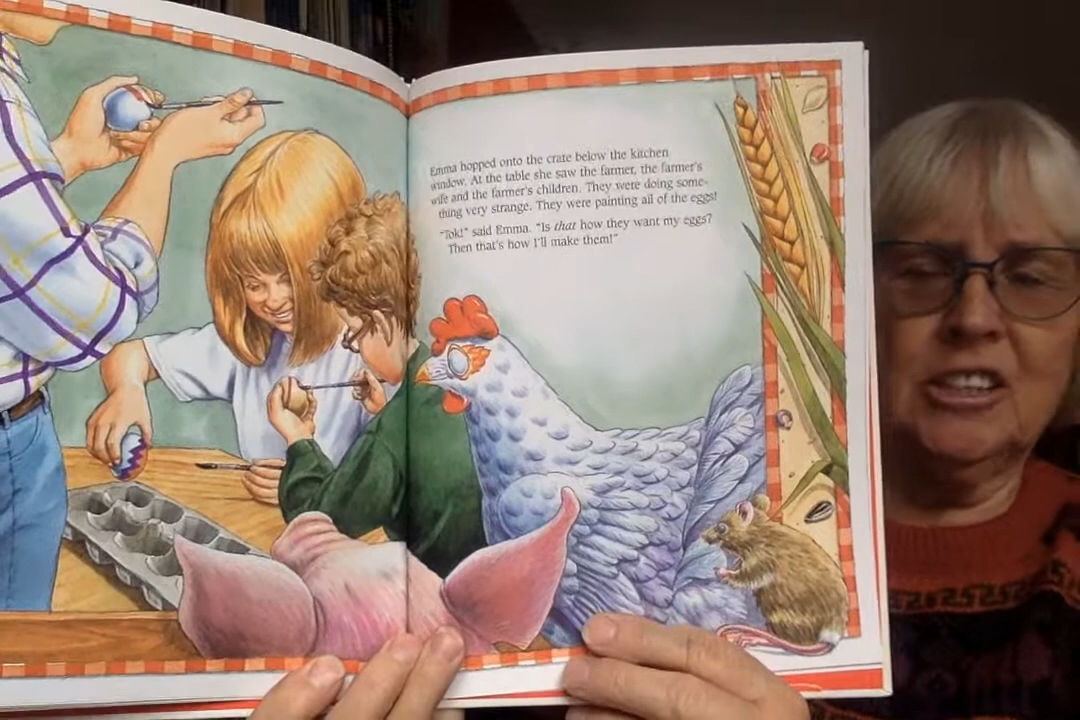 Emma hopped onto the crate below the kitchen
window. At the table she saw the farmer, the farmer's
wife and the farmer's children. They were doing some-
thing very strange. They were painting all of the eggs!
"Tok!" said Emma. "Is that how they want my eggs?
Then that's how I'll make them!"